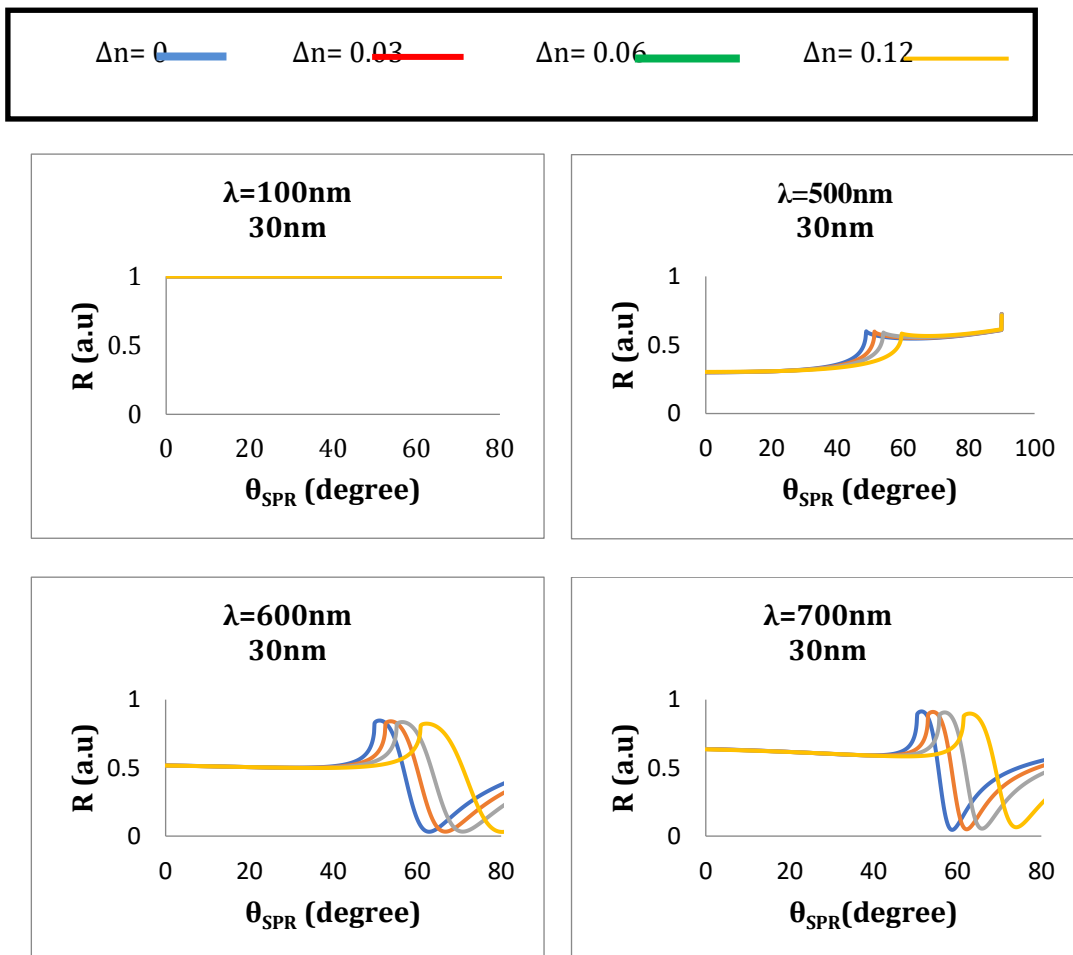 Δn= 0 Δn= 0.03 Δn= 0.06 Δn= 0.12
λ=100nm
30nm
1
0.5
0
R (a.u)
0 20 40 60 80
θSPR (degree)
λ=500nm
30nm
1
0.5
0
R (a.u)
0 20 40 60 80 100
θSPR (degree)
λ=600nm
30nm
1
0.5
0
R (a.u)
0 20 40 60 80
θSPR (degree)
λ=700nm
30nm
1
0.5
0
R (a.u)
0 20 40 60 80
θSPR(degree)